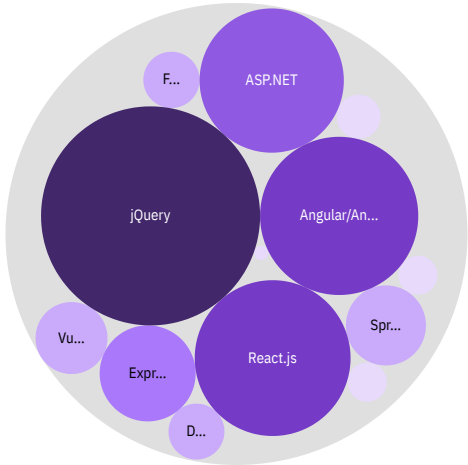 F...
ASP.NET
jQuery
Angular/An...
Vu...
Expr...
React.js
Spr...
D...